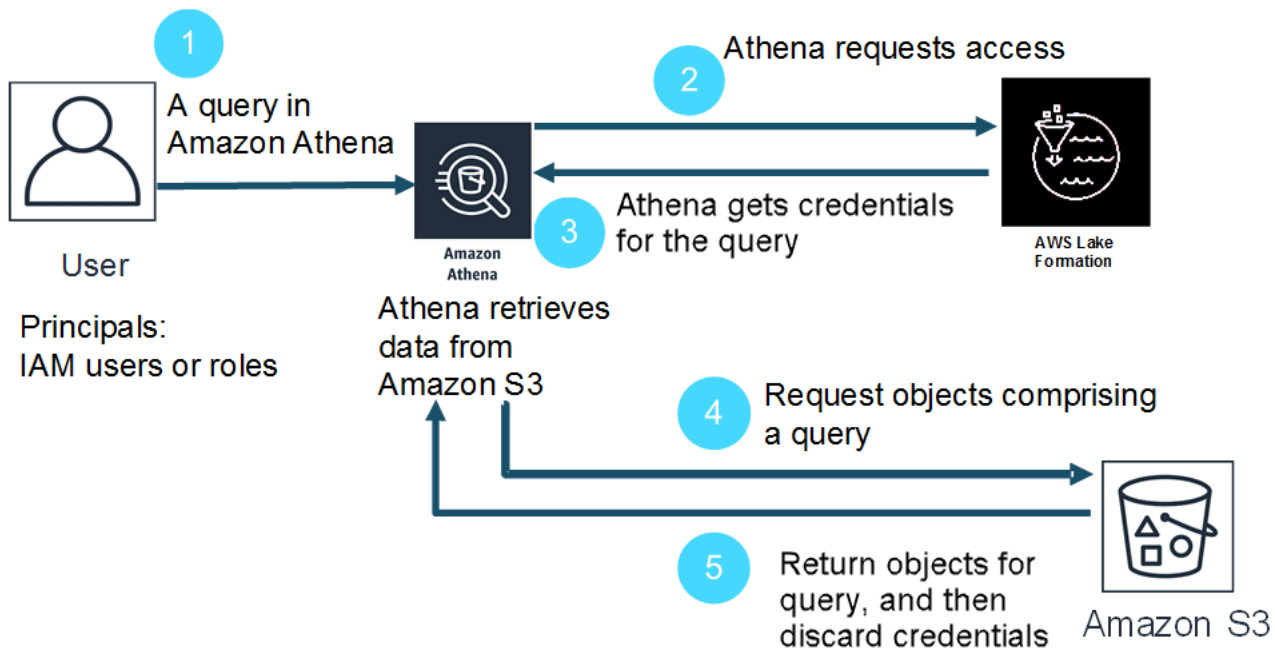 1
A query in
Amazon Athena
User
Principals:
IAM users or roles
2
Athena requests access
Amazon
Athena
3
Athena gets credentials
for the query
AWS Lake
Formation
Athena retrieves
data from
Amazon S3
4
Request objects comprising
a query
5
Return objects for
query, and then
discard credentials
Amazon S3